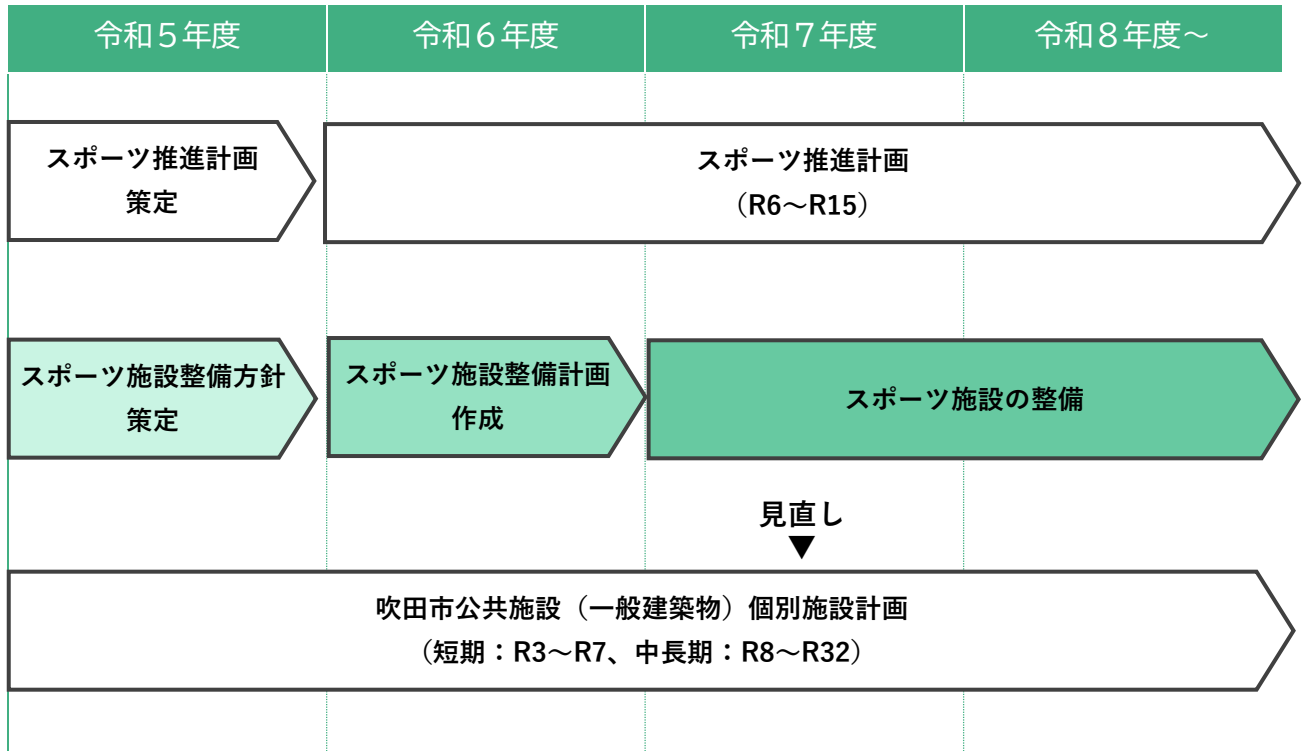 令和５年度
令和６年度
令和７年度
令和８年度～
スポーツ推進計画
策定
スポーツ推進計画
（R6～R15）
スポーツ施設整備方針
策定
スポーツ施設整備計画
作成
スポーツ施設の整備
見直し
▼
吹田市公共施設（一般建築物）個別施設計画
（短期：R3～R7、中長期：R8～R32）